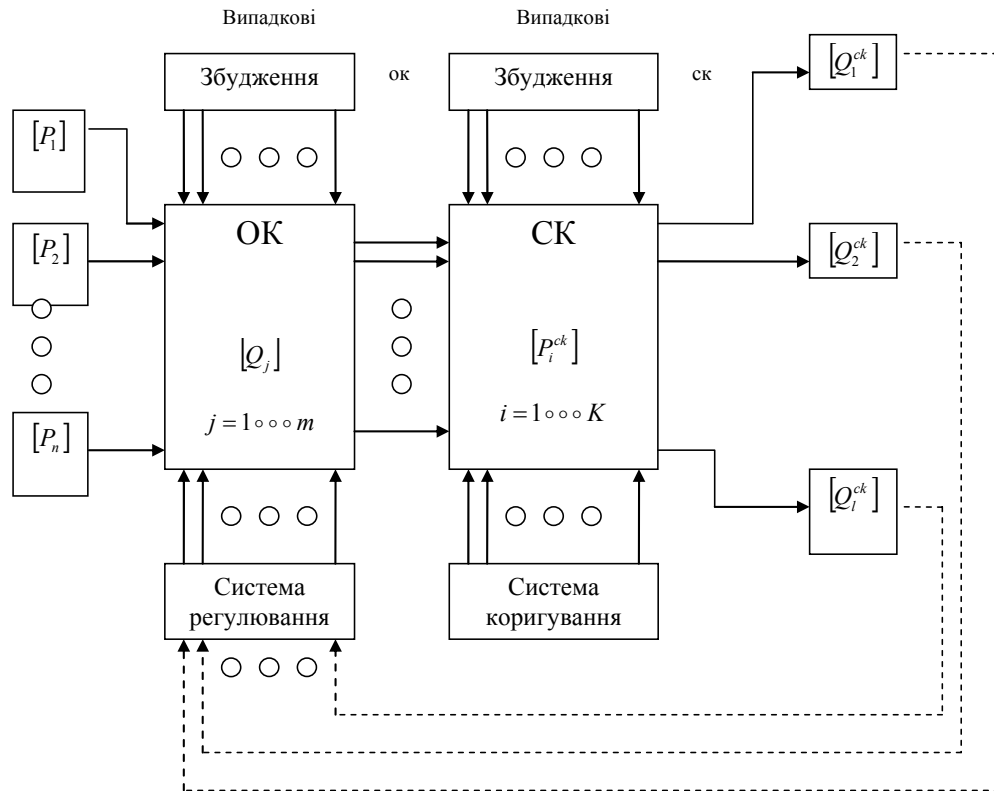 Випадкові Випадкові
Збудження ок Збудження ск [Q_1^{ck}]
[P_1]
ОК СК
[P_2] [Q_2^{ck}]
⌊Q_j⌋ [P_i^{ck}]
j = 1 ∘∘∘ m i = 1 ∘∘∘ K
[P_n]
[Q_l^{ck}]
Система Система
регулювання коригування